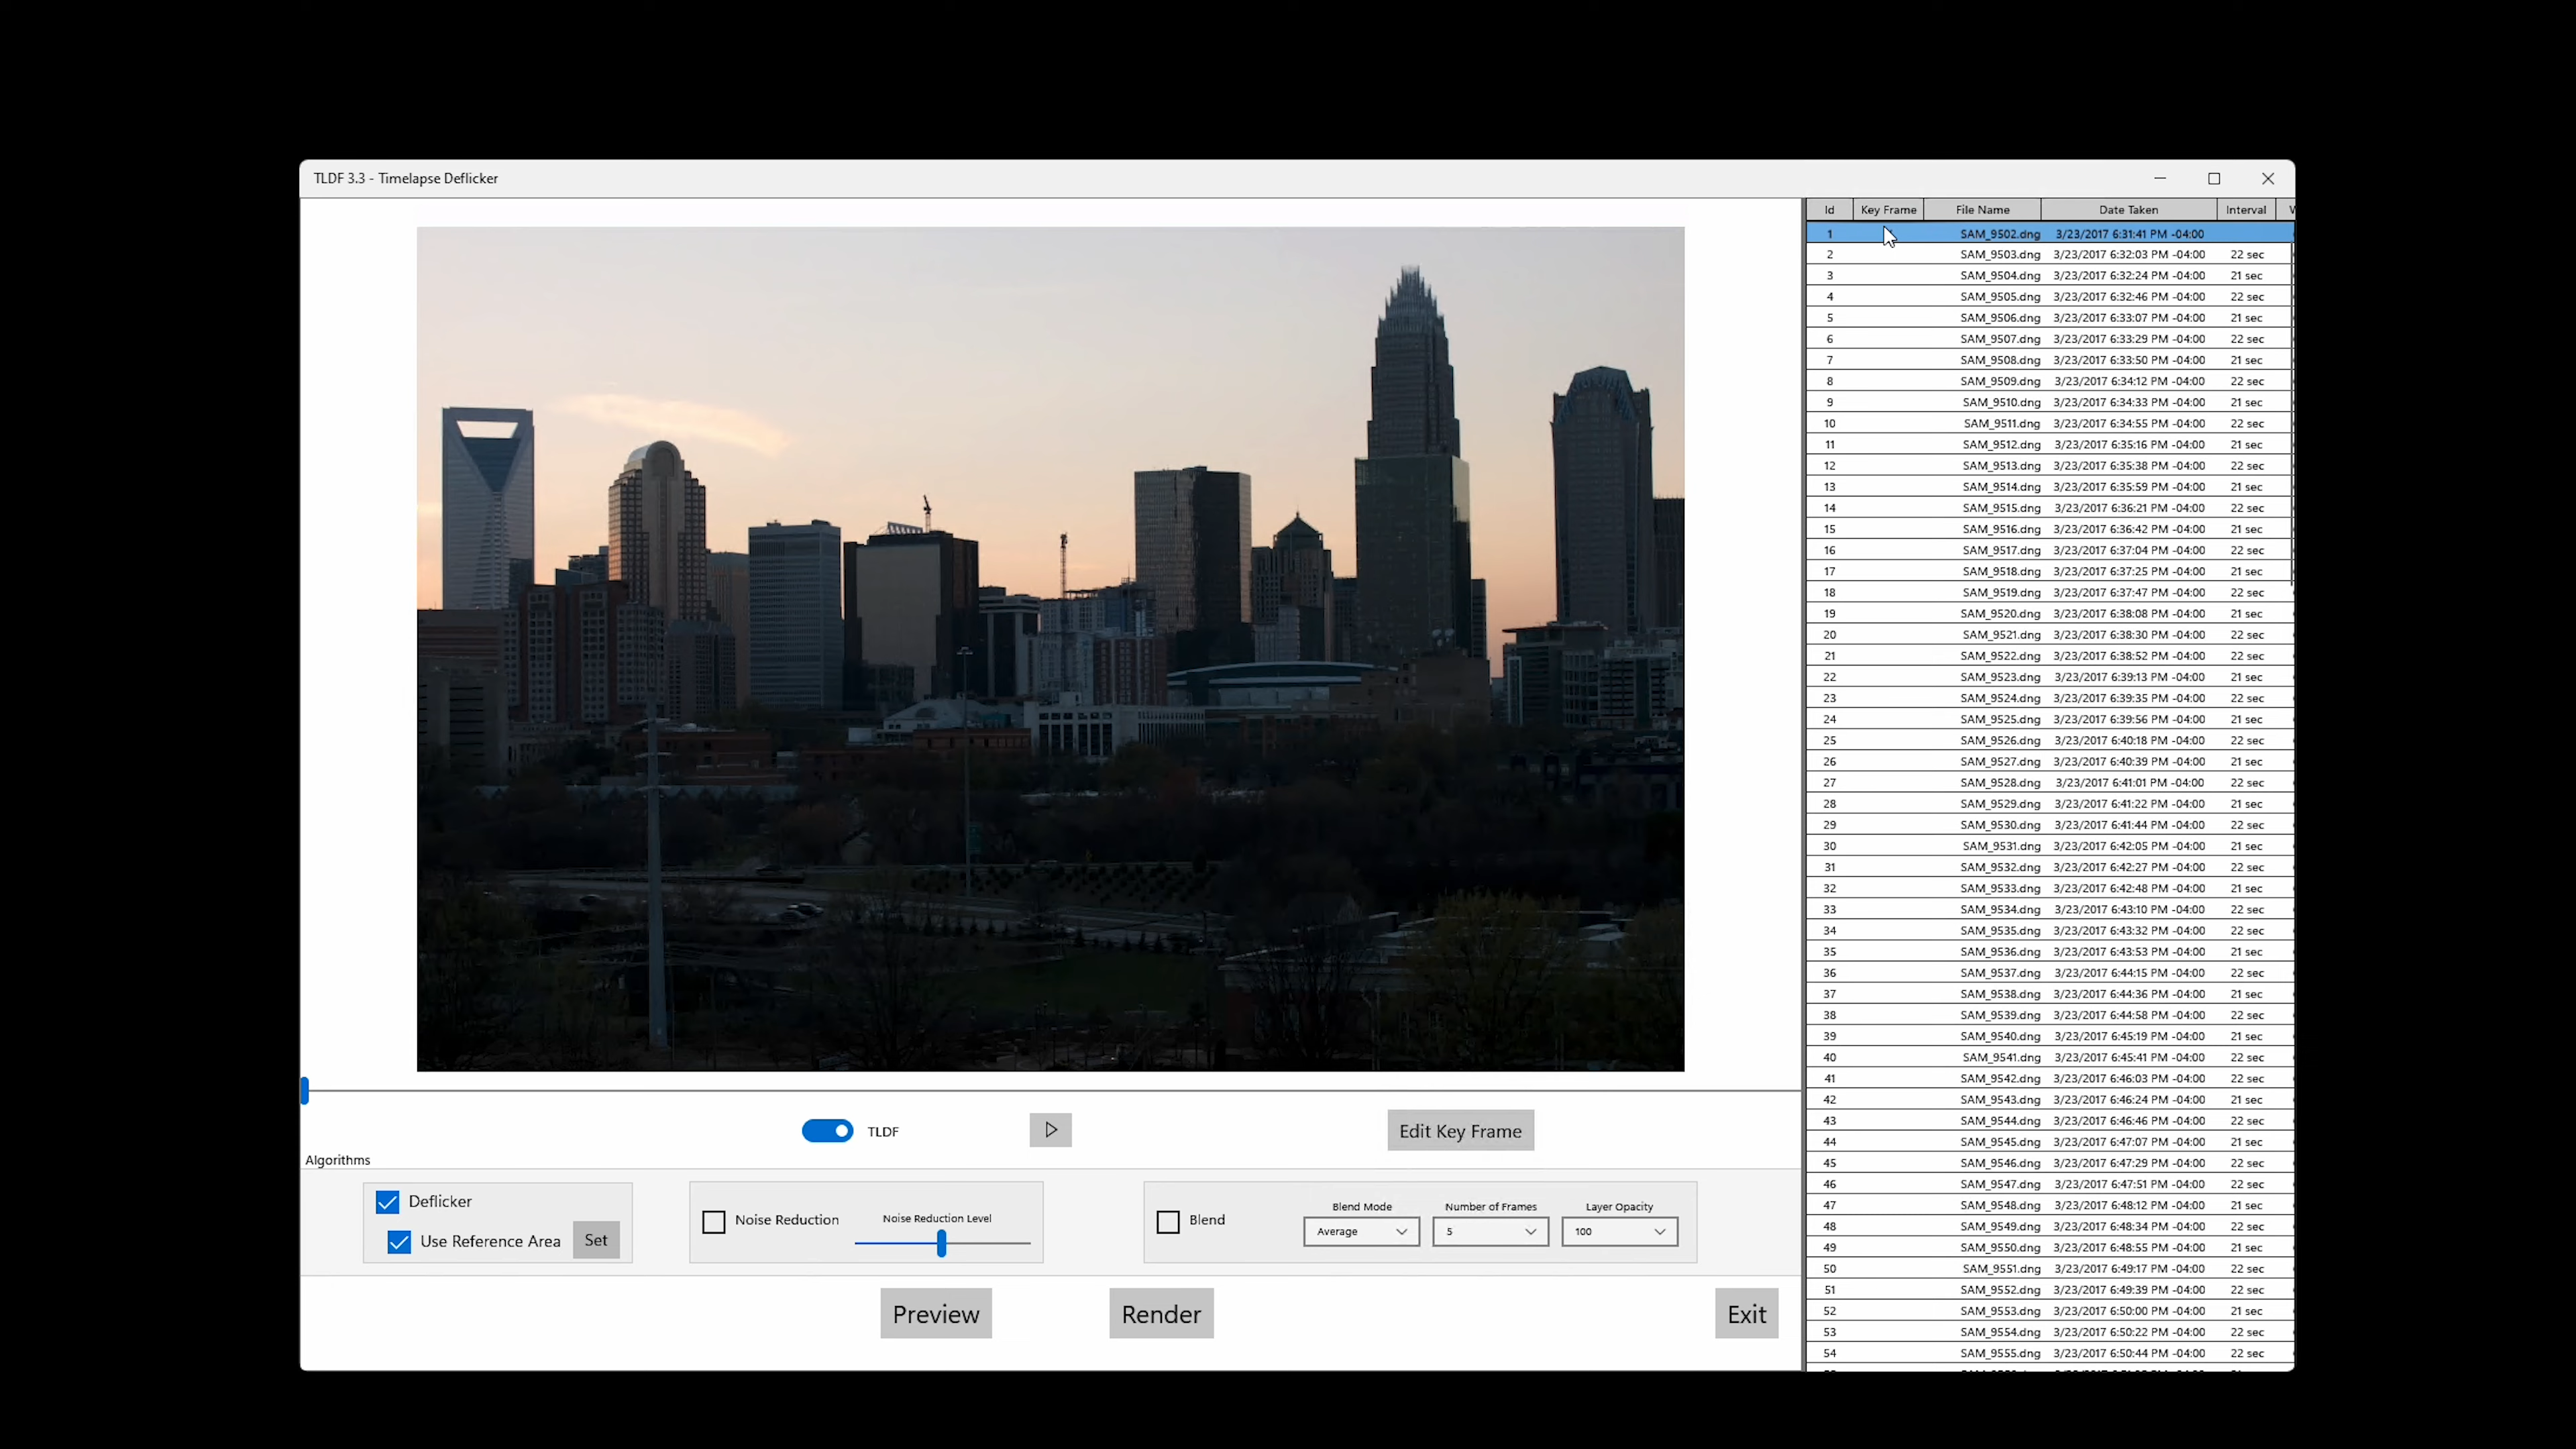 TLDF 3.3 - Timelapse Deflicker
Id Key Frame File Name Date Taken Interval
1 SAM_9502.dng 3/23/2017 6:31:41 PM -04:00
2 SAM_9503.dng 3/23/2017 6:32:03 PM -04:00 22 sec
3 SAM_9504.dng 3/23/2017 6:32:24 PM -04:00 21 sec
4 SAM_9505.dng 3/23/2017 6:32:46 PM -04:00 22 sec
5 SAM_9506.dng 3/23/2017 6:33:07 PM -04:00 21 sec
6 SAM_9507.dng 3/23/2017 6:33:29 PM -04:00 22 sec
7 SAM_9508.dng 3/23/2017 6:33:50 PM -04:00 21 sec
8 SAM_9509.dng 3/23/2017 6:34:12 PM -04:00 22 sec
9 SAM_9510.dng 3/23/2017 6:34:33 PM -04:00 21 sec
10 SAM_9511.dng 3/23/2017 6:34:55 PM -04:00 22 sec
11 SAM_9512.dng 3/23/2017 6:35:16 PM -04:00 21 sec
12 SAM_9513.dng 3/23/2017 6:35:38 PM -04:00 22 sec
13 SAM_9514.dng 3/23/2017 6:35:59 PM -04:00 21 sec
14 SAM_9515.dng 3/23/2017 6:36:21 PM -04:00 22 sec
15 SAM_9516.dng 3/23/2017 6:36:42 PM -04:00 21 sec
16 SAM_9517.dng 3/23/2017 6:37:04 PM -04:00 22 sec
17 SAM_9518.dng 3/23/2017 6:37:25 PM -04:00 21 sec
18 SAM_9519.dng 3/23/2017 6:37:47 PM -04:00 22 sec
19 SAM_9520.dng 3/23/2017 6:38:08 PM -04:00 21 sec
20 SAM_9521.dng 3/23/2017 6:38:30 PM -04:00 22 sec
21 SAM_9522.dng 3/23/2017 6:38:52 PM -04:00 22 sec
22 SAM_9523.dng 3/23/2017 6:39:13 PM -04:00 21 sec
23 SAM_9524.dng 3/23/2017 6:39:35 PM -04:00 22 sec
24 SAM_9525.dng 3/23/2017 6:39:56 PM -04:00 21 sec
25 SAM_9526.dng 3/23/2017 6:40:18 PM -04:00 22 sec
26 SAM_9527.dng 3/23/2017 6:40:39 PM -04:00 21 sec
27 SAM_9528.dng 3/23/2017 6:41:01 PM -04:00 22 sec
28 SAM_9529.dng 3/23/2017 6:41:22 PM -04:00 21 sec
29 SAM_9530.dng 3/23/2017 6:41:44 PM -04:00 22 sec
30 SAM_9531.dng 3/23/2017 6:42:05 PM -04:00 21 sec
31 SAM_9532.dng 3/23/2017 6:42:27 PM -04:00 22 sec
32 SAM_9533.dng 3/23/2017 6:42:48 PM -04:00 21 sec
33 SAM_9534.dng 3/23/2017 6:43:10 PM -04:00 22 sec
34 SAM_9535.dng 3/23/2017 6:43:32 PM -04:00 22 sec
35 SAM_9536.dng 3/23/2017 6:43:53 PM -04:00 21 sec
36 SAM_9537.dng 3/23/2017 6:44:15 PM -04:00 22 sec
37 SAM_9538.dng 3/23/2017 6:44:36 PM -04:00 21 sec
38 SAM_9539.dng 3/23/2017 6:44:58 PM -04:00 22 sec
39 SAM_9540.dng 3/23/2017 6:45:19 PM -04:00 21 sec
40 SAM_9541.dng 3/23/2017 6:45:41 PM -04:00 22 sec
41 SAM_9542.dng 3/23/2017 6:46:03 PM -04:00 22 sec
42 SAM_9543.dng 3/23/2017 6:46:24 PM -04:00 21 sec
43 SAM_9544.dng 3/23/2017 6:46:46 PM -04:00 22 sec
44 SAM_9545.dng 3/23/2017 6:47:07 PM -04:00 21 sec
45 SAM_9546.dng 3/23/2017 6:47:29 PM -04:00 22 sec
46 SAM_9547.dng 3/23/2017 6:47:51 PM -04:00 22 sec
47 SAM_9548.dng 3/23/2017 6:48:12 PM -04:00 21 sec
48 SAM_9549.dng 3/23/2017 6:48:34 PM -04:00 22 sec
49 SAM_9550.dng 3/23/2017 6:48:55 PM -04:00 21 sec
50 SAM_9551.dng 3/23/2017 6:49:17 PM -04:00 22 sec
51 SAM_9552.dng 3/23/2017 6:49:39 PM -04:00 22 sec
52 SAM_9553.dng 3/23/2017 6:50:00 PM -04:00 21 sec
53 SAM_9554.dng 3/23/2017 6:50:22 PM -04:00 22 sec
54 SAM_9555.dng 3/23/2017 6:50:44 PM -04:00 22 sec
TLDF
Edit Key Frame
Algorithms
Deflicker
Use Reference Area Set
Noise Reduction
Noise Reduction Level
Blend
Blend Mode Number of Frames Layer Opacity
Average 5 100
Preview Render Exit